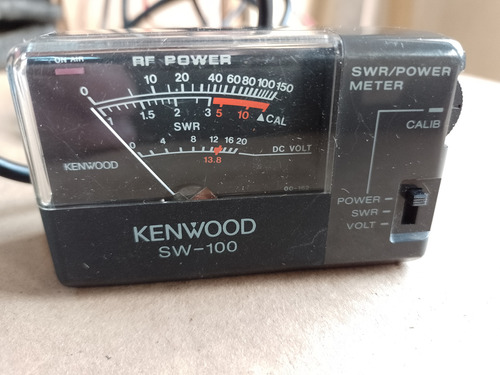 ON AIR
RF POWER
0 10 20 40 60 80 100 150
1 1.5 2 3 5 10 ▲CAL
SWR
0 4 8 12 16 20 DC VOLT
13.8
KENWOOD
SWR/POWER
METER
CALIB
POWER
SWR
VOLT
KENWOOD
SW-100